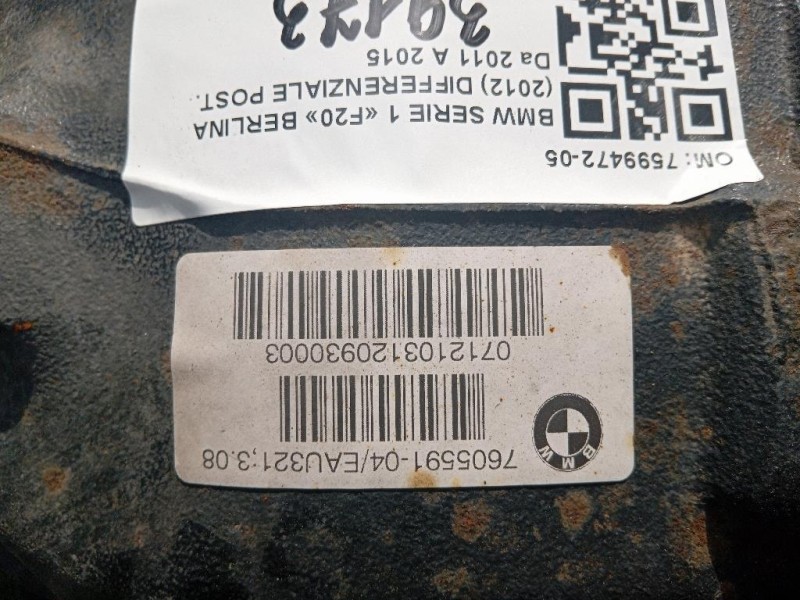 OM: 7599472-05
BMW SERIE 1 «F20» BERLINA
(2012) DIFFERENZIALE POST.
Da 2011 A 2015
39173
BMW
7605591-04/EAU321;3.08
0712103120930003